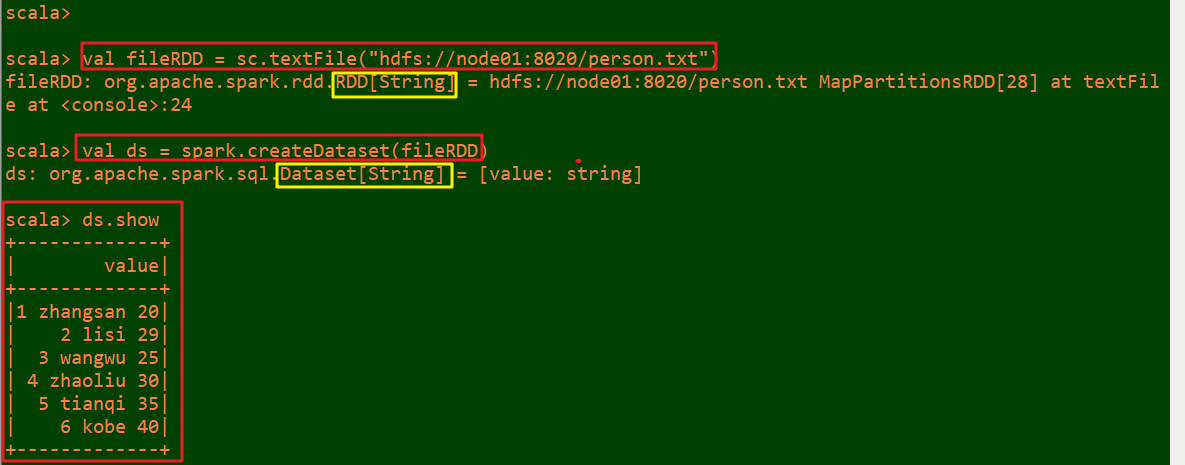 scala>
scala> val fileRDD = sc.textFile("hdfs://node01:8020/person.txt")
fileRDD: org.apache.spark.rdd.RDD[String] = hdfs://node01:8020/person.txt MapPartitionsRDD[28] at textFil
e at <console>:24
scala> val ds = spark.createDataset(fileRDD)
ds: org.apache.spark.sql.Dataset[String] = [value: string]
scala> ds.show
+-------------+
|        value|
+-------------+
|1 zhangsan 20|
|    2 lisi 29|
|  3 wangwu 25|
| 4 zhaoliu 30|
|  5 tianqi 35|
|    6 kobe 40|
+-------------+